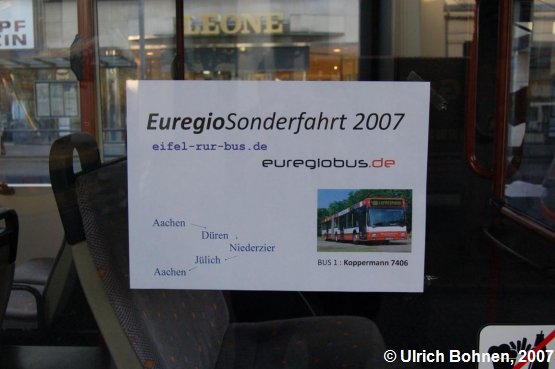 PF
EIN
LEONE
EuregioSonderfahrt 2007
eifel-rur-bus.de
euregiobus.de
Aachen
Düren
Niederzier
Jülich
Aachen
BUS 1 : Koppermann 7406
© Ulrich Bohnen, 2007